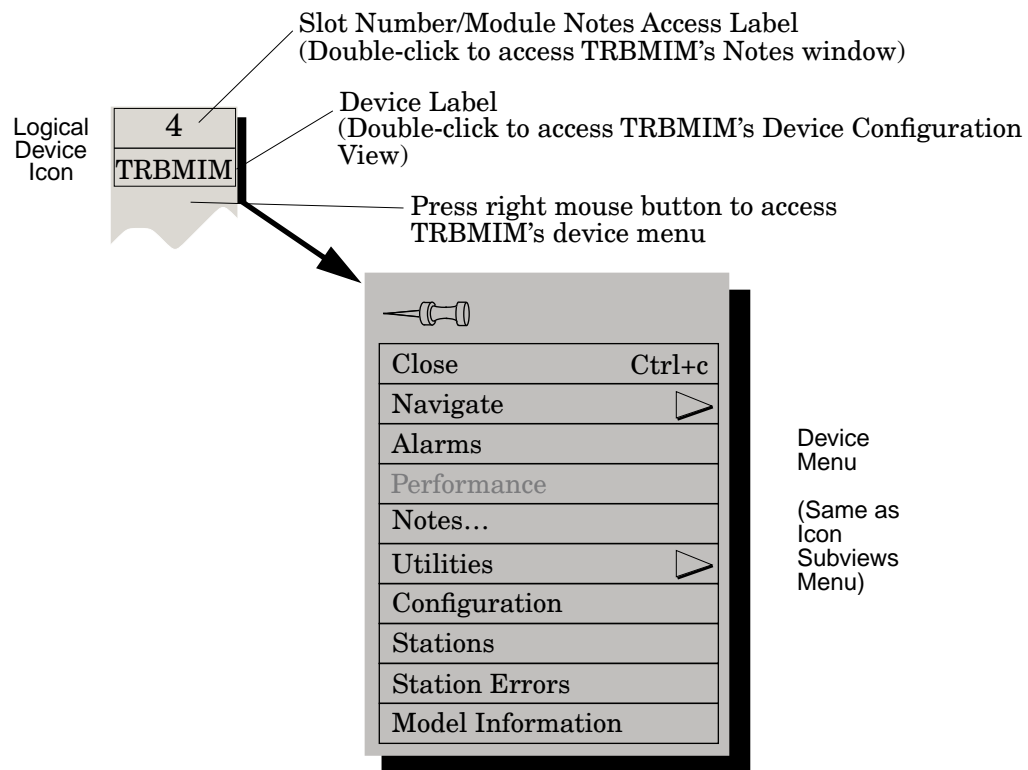 Slot Number/Module Notes Access Label
(Double-click to access TRBMIM's Notes window)
Device Label
(Double-click to access TRBMIM's Device Configuration
View)
Logical
Device
Icon
4
TRBMIM
Press right mouse button to access
TRBMIM's device menu
Close Ctrl+c
Navigate
Alarms
Performance
Notes…
Utilities
Configuration
Stations
Station Errors
Model Information
Device
Menu
(Same as
Icon
Subviews
Menu)